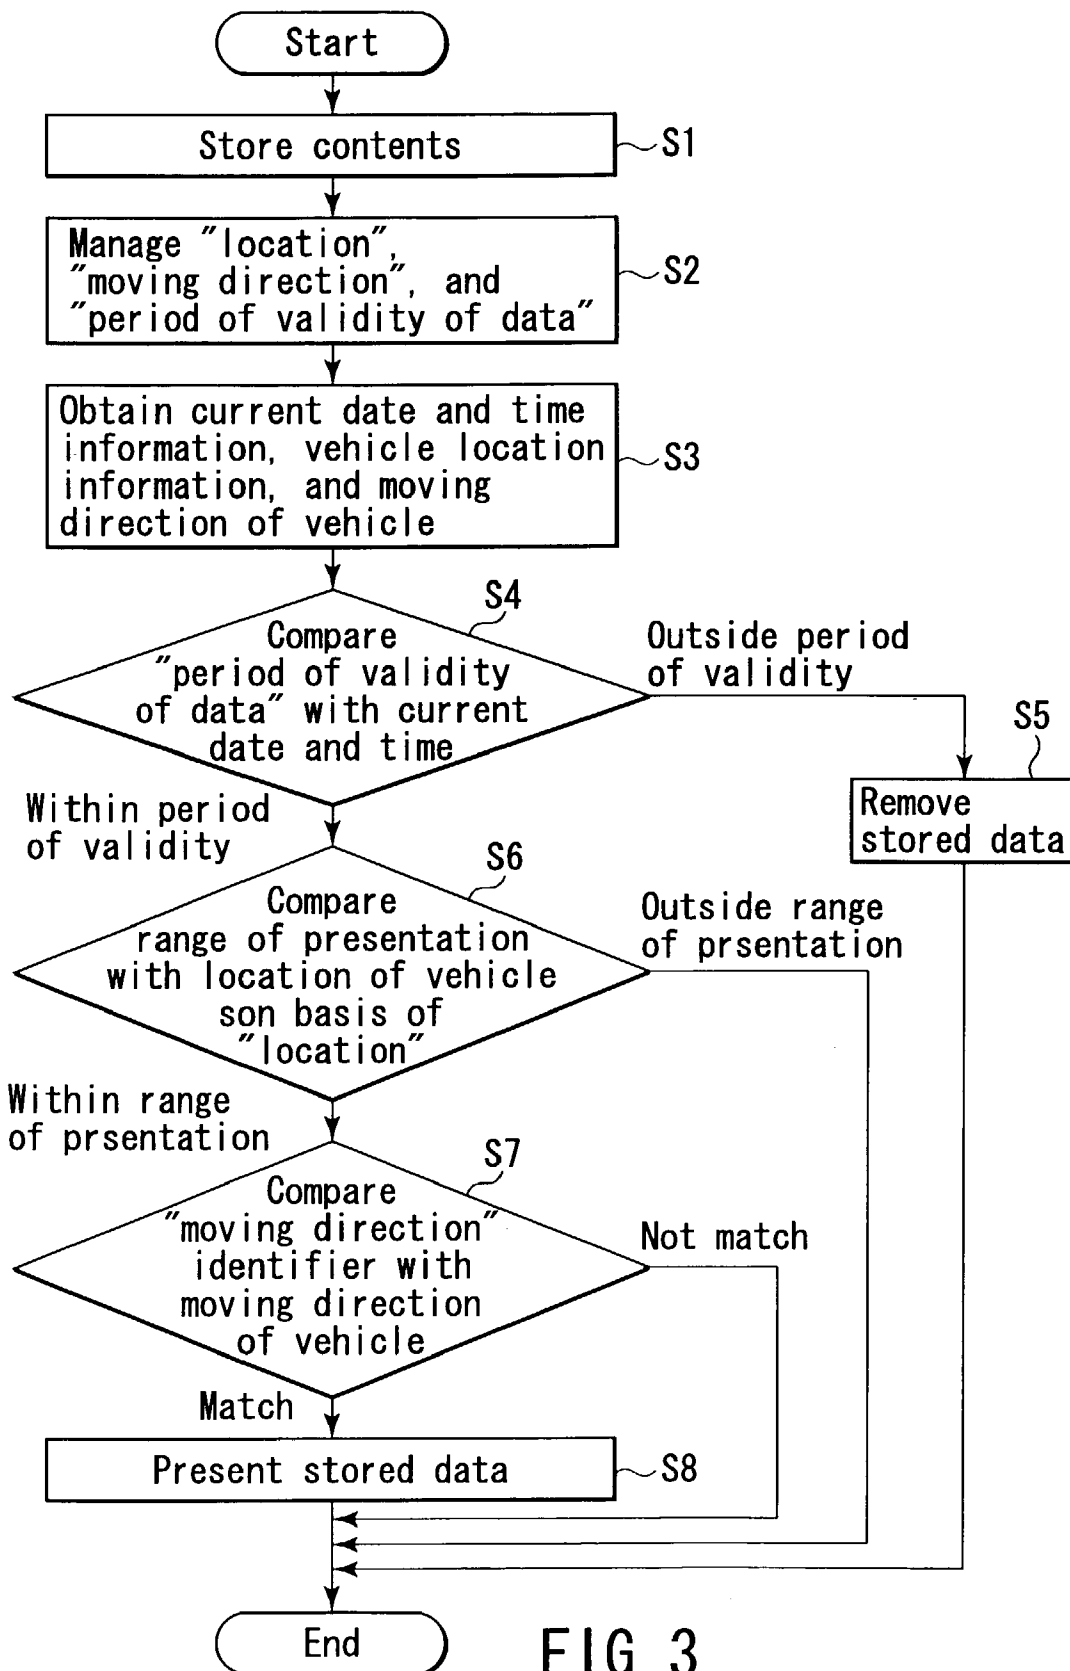 Start
Store contents
S1
Manage "location",
"moving direction", and
"period of validity of data"
S2
Obtain current date and time
information, vehicle location
information, and moving
direction of vehicle
S3
S4
Compare
"period of validity
of data" with current
date and time
Outside period
of validity
S5
Remove
stored data
Within period
of validity
S6
Compare
range of presentation
with location of vehicle
son basis of
"location"
Outside range
of prsentation
Within range
of prsentation
S7
Compare
"moving direction"
identifier with
moving direction
of vehicle
Not match
Match
Present stored data
S8
End
FIG 3